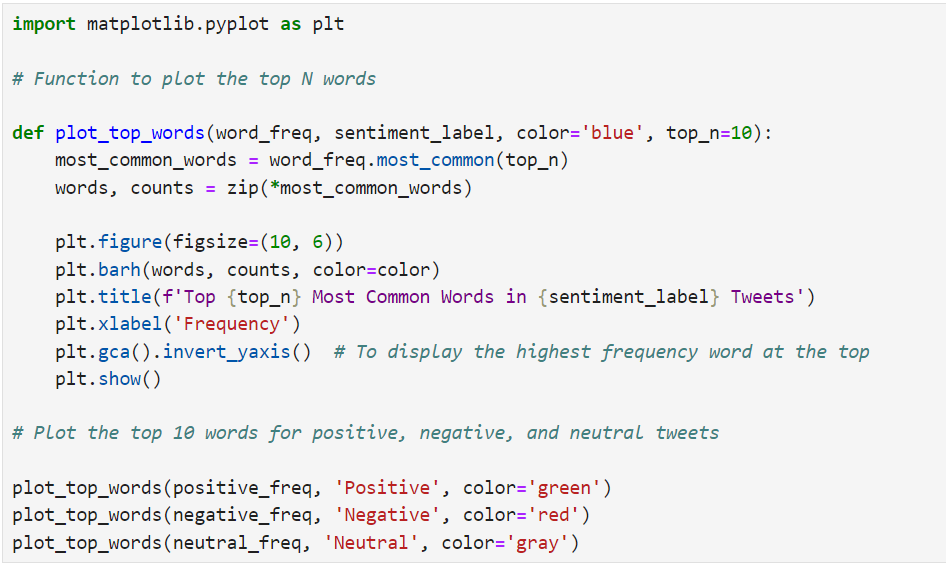 import matplotlib.pyplot as plt
# Function to plot the top N words
def plot_top_words(word_freq, sentiment_label, color='blue', top_n=10):
    most_common_words = word_freq.most_common(top_n)
    words, counts = zip(*most_common_words)
    plt.figure(figsize=(10, 6))
    plt.barh(words, counts, color=color)
    plt.title(f'Top {top_n} Most Common Words in {sentiment_label} Tweets')
    plt.xlabel('Frequency')
    plt.gca().invert_yaxis()  # To display the highest frequency word at the top
    plt.show()
# Plot the top 10 words for positive, negative, and neutral tweets
plot_top_words(positive_freq, 'Positive', color='green')
plot_top_words(negative_freq, 'Negative', color='red')
plot_top_words(neutral_freq, 'Neutral', color='gray')